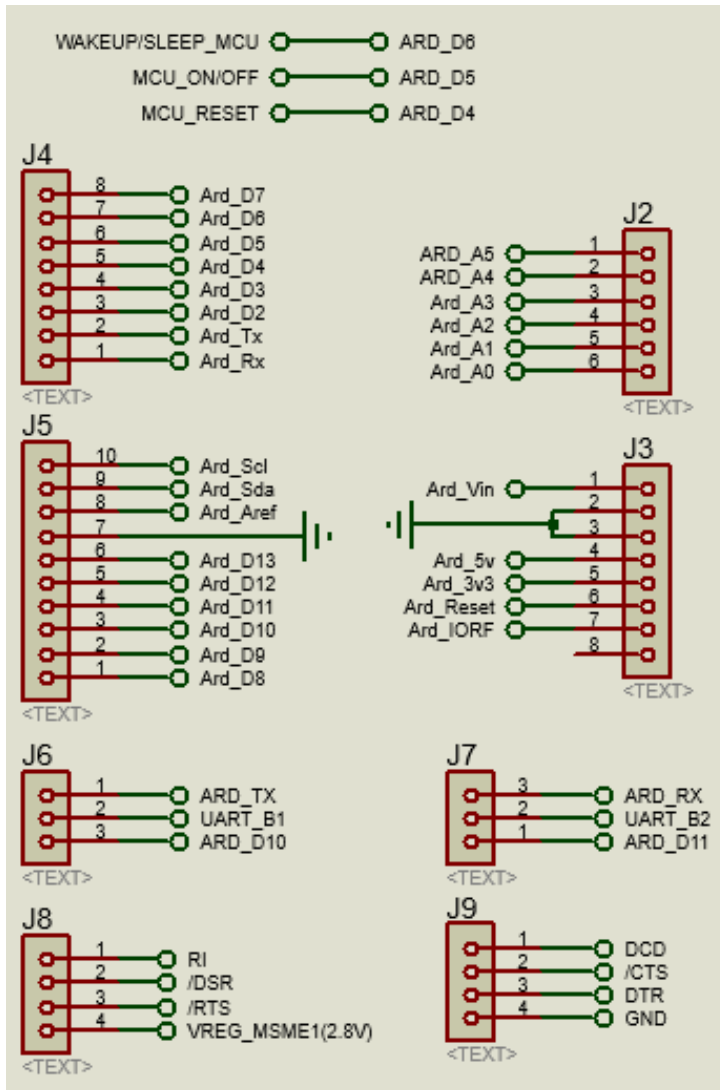 WAKEUP/SLEEP_MCU ARD_D6
MCU_ON/OFF ARD_D5
MCU_RESET ARD_D4
J4
8 Ard_D7
7 Ard_D6
6 Ard_D5
5 Ard_D4
4 Ard_D3
3 Ard_D2
2 Ard_Tx
1 Ard_Rx
<TEXT>
J2
ARD_A5 1
ARD_A4 2
Ard_A3 3
Ard_A2 4
Ard_A1 5
Ard_A0 6
<TEXT>
J5
10 Ard_Scl
9 Ard_Sda
8 Ard_Aref
7
6 Ard_D13
5 Ard_D12
4 Ard_D11
3 Ard_D10
2 Ard_D9
1 Ard_D8
<TEXT>
J3
Ard_Vin 1
2
3
Ard_5v 4
Ard_3v3 5
Ard_Reset 6
Ard_IORF 7
8
<TEXT>
J6
1 ARD_TX
2 UART_B1
3 ARD_D10
<TEXT>
J7
3 ARD_RX
2 UART_B2
1 ARD_D11
<TEXT>
J8
1 RI
2 /DSR
3 /RTS
4 VREG_MSME1(2.8V)
<TEXT>
J9
1 DCD
2 /CTS
3 DTR
4 GND
<TEXT>